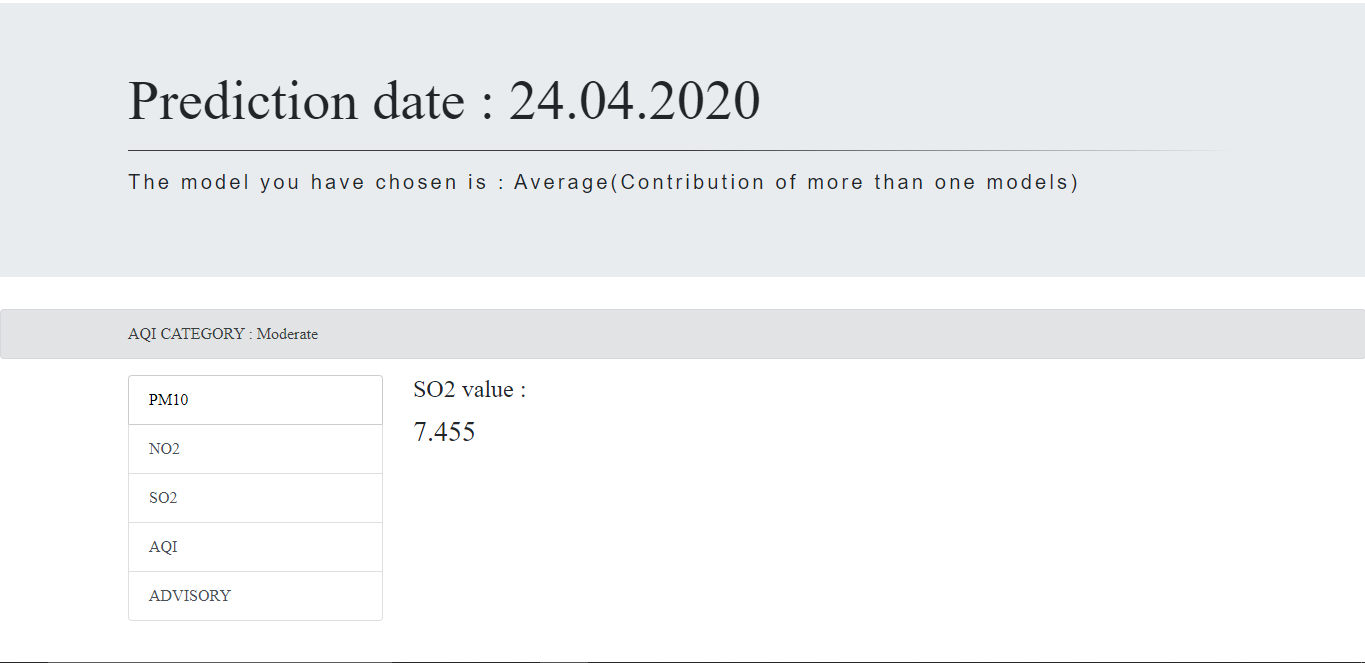 Prediction date : 24.04.2020
The model you have chosen is : Average(Contribution of more than one models)
AQI CATEGORY : Moderate
PM10
NO2
SO2
AQI
ADVISORY
SO2 value :
7.455